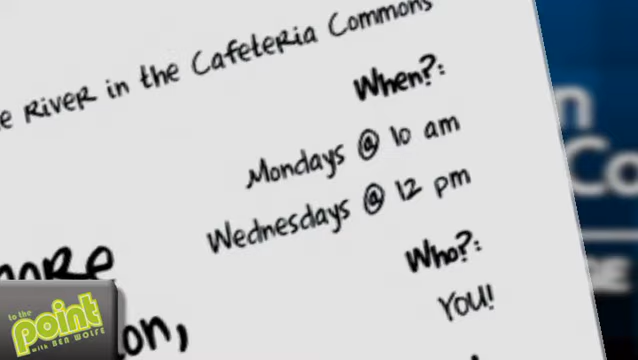 RIVER in the Cafeteria Commons
When?:
Mondays @ 10 am
Wednesdays @ 12 pm
Who?:
YOU!
to the
point
with BEN WOLFE